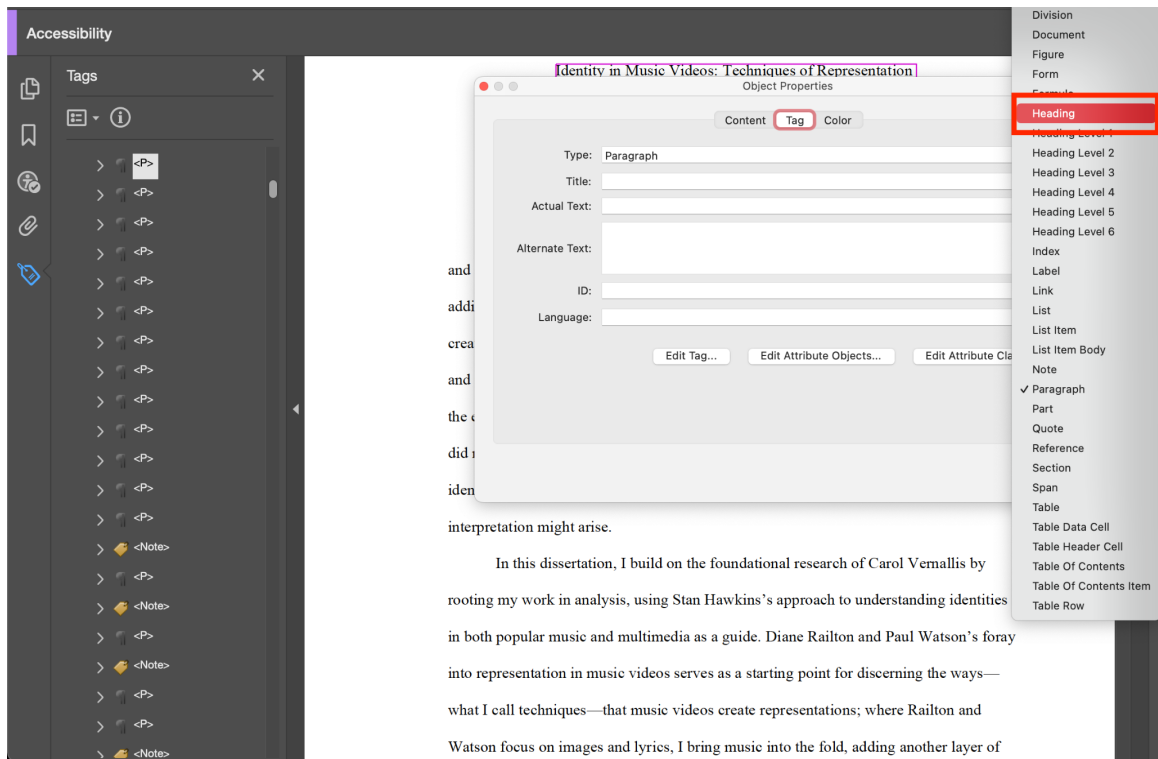 Accessibility
Tags
<P>
<P>
<P>
<P>
<P>
<P>
<P>
<P>
<P>
<P>
<P>
<P>
<P>
<Note>
<P>
<Note>
<P>
<Note>
<P>
<P>
<Note>
Identity in Music Videos: Techniques of Representation
and
addi
crea
and
the e
did
iden
interpretation might arise.
In this dissertation, I build on the foundational research of Carol Vernallis by
rooting my work in analysis, using Stan Hawkins’s approach to understanding identities
in both popular music and multimedia as a guide. Diane Railton and Paul Watson’s foray
into representation in music videos serves as a starting point for discerning the ways—
what I call techniques—that music videos create representations; where Railton and
Watson focus on images and lyrics, I bring music into the fold, adding another layer of
Object Properties
Content Tag Color
Type: Paragraph
Title:
Actual Text:
Alternate Text:
ID:
Language:
Edit Tag... Edit Attribute Objects... Edit Attribute Cla
Division
Document
Figure
Form
Formula
Heading
Heading Level 1
Heading Level 2
Heading Level 3
Heading Level 4
Heading Level 5
Heading Level 6
Index
Label
Link
List
List Item
List Item Body
Note
✓ Paragraph
Part
Quote
Reference
Section
Span
Table
Table Data Cell
Table Header Cell
Table Of Contents
Table Of Contents Item
Table Row